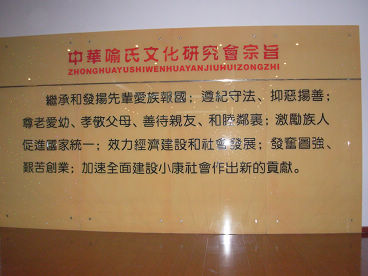 中華喻氏文化研究會宗旨
ZHONGHUAYUSHIWENHUAYANJIUHUIZONGZHI
繼承和發揚先輩愛族報國；遵紀守法、抑惡揚善；
尊老愛幼、孝敬父母、善待親友、和睦鄰裏；激勵族人
促進國家統一；效力經濟建設和社會發展；發奮圖強、
艱苦創業；加速全面建設小康社會作出新的貢獻。